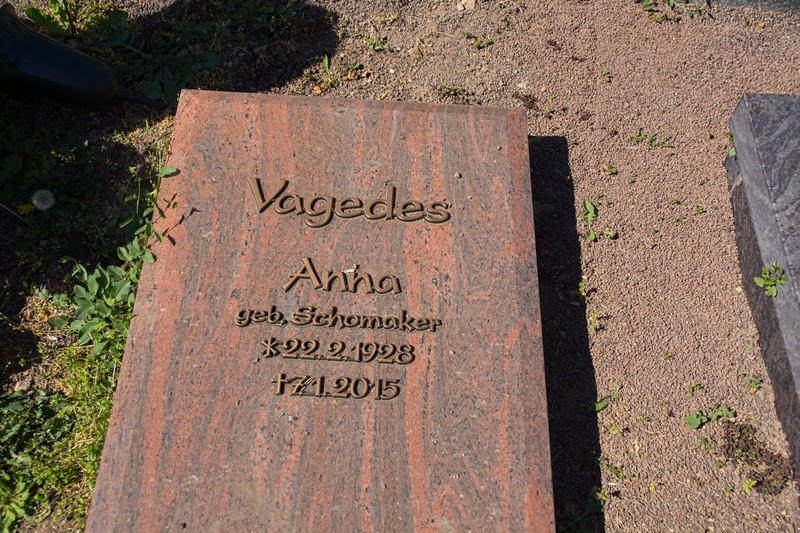 Vagedes
Anna
geb. Schomaker
*22.2.1928
†7.1.2015